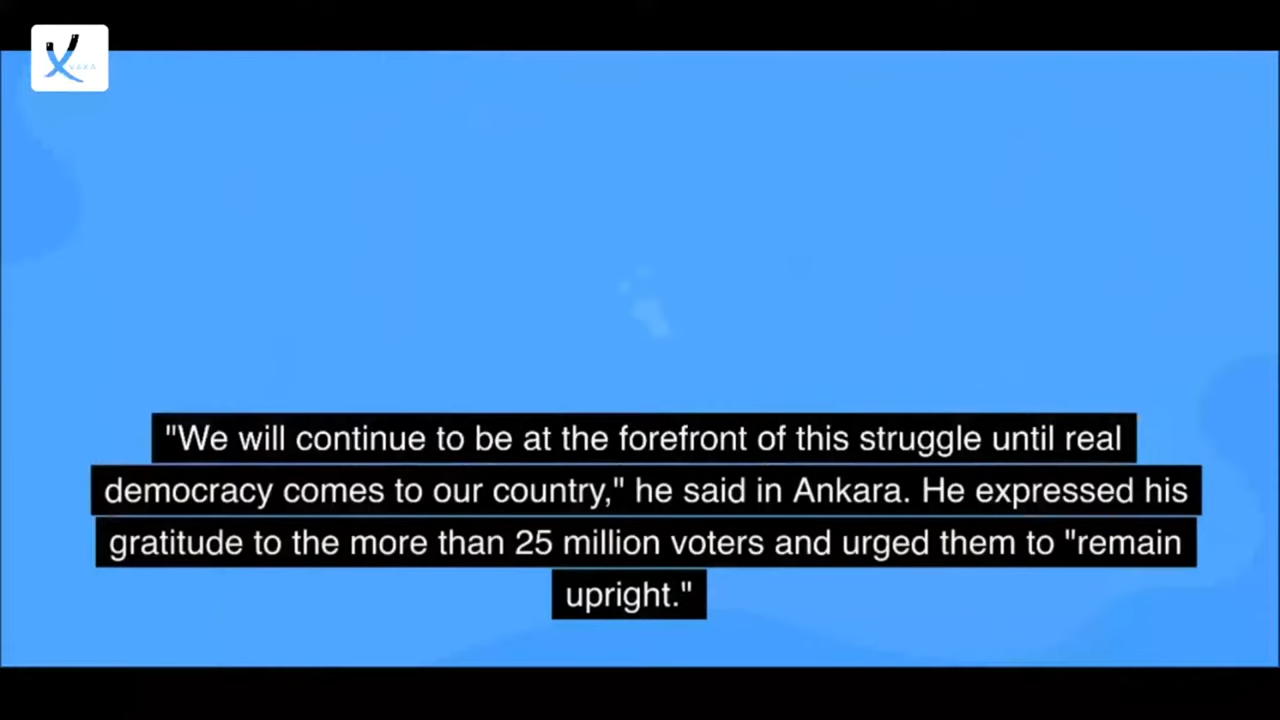 VAXA
"We will continue to be at the forefront of this struggle until real
democracy comes to our country," he said in Ankara. He expressed his
gratitude to the more than 25 million voters and urged them to "remain
upright."